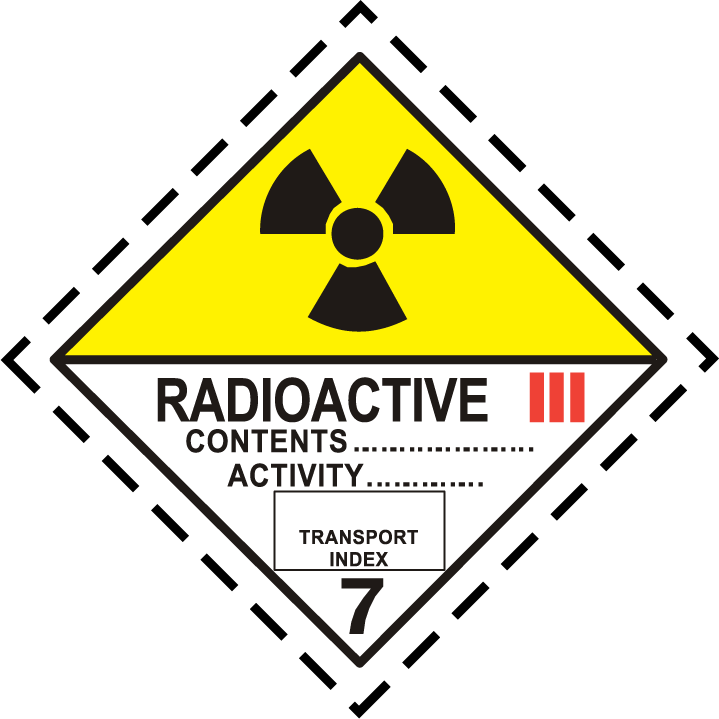 RADIOACTIVE III
CONTENTS....................
ACTIVITY.............
TRANSPORT
INDEX
7